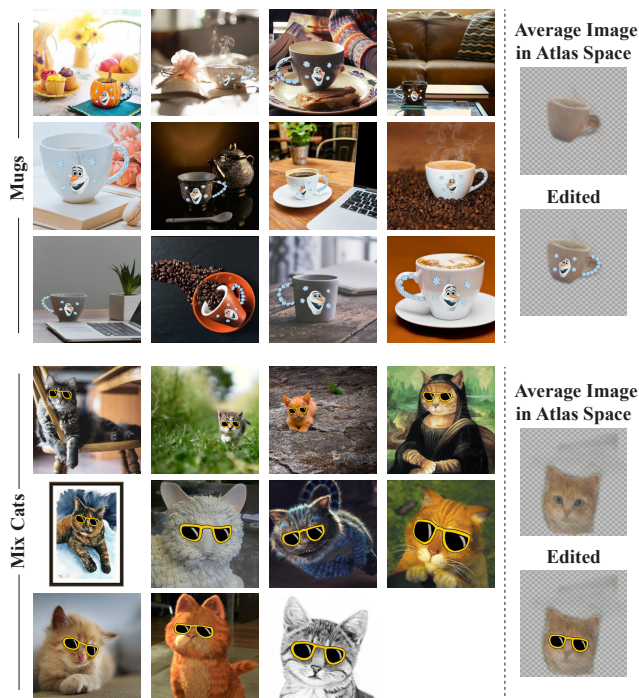 Mugs
Average Image
in Atlas Space
Edited
Mix Cats
Average Image
in Atlas Space
Edited